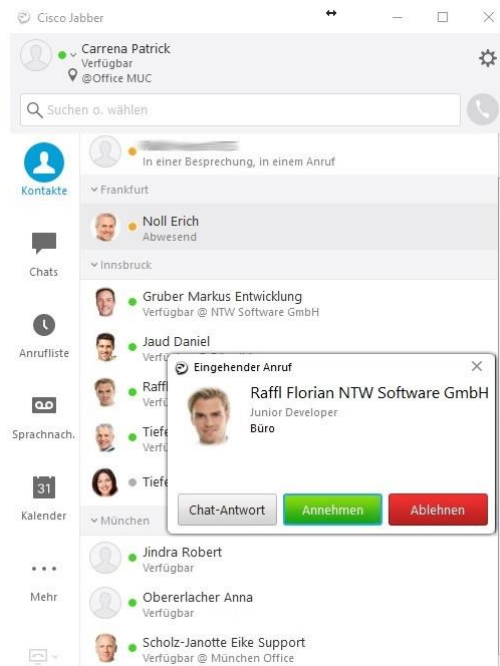 Cisco Jabber
Carrena Patrick
Verfügbar
@Office MUC
Suchen o. wählen
In einer Besprechung, in einem Anruf
Kontakte
Frankfurt
Noll Erich
Abwesend
Innsbruck
Chats
Gruber Markus Entwicklung
Verfügbar @ NTW Software GmbH
Jaud Daniel
Anrufliste
Eingehender Anruf
Raffl Florian NTW Software GmbH
Junior Developer
Büro
Sprachnach.
Chat-Antwort
Annehmen
Ablehnen
31
Kalender
München
Jindra Robert
Verfügbar
Mehr
Obererlacher Anna
Verfügbar
Scholz-Janotte Eike Support
Verfügbar @ München Office